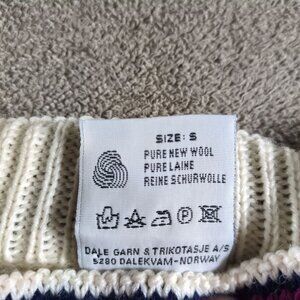 SIZE: S
PURE NEW WOOL
PURE LAINE
REINE SCHURWOLLE
P
DALE GARN & TRIKOTASJE A/S
5280 DALEKVAM-NORWAY